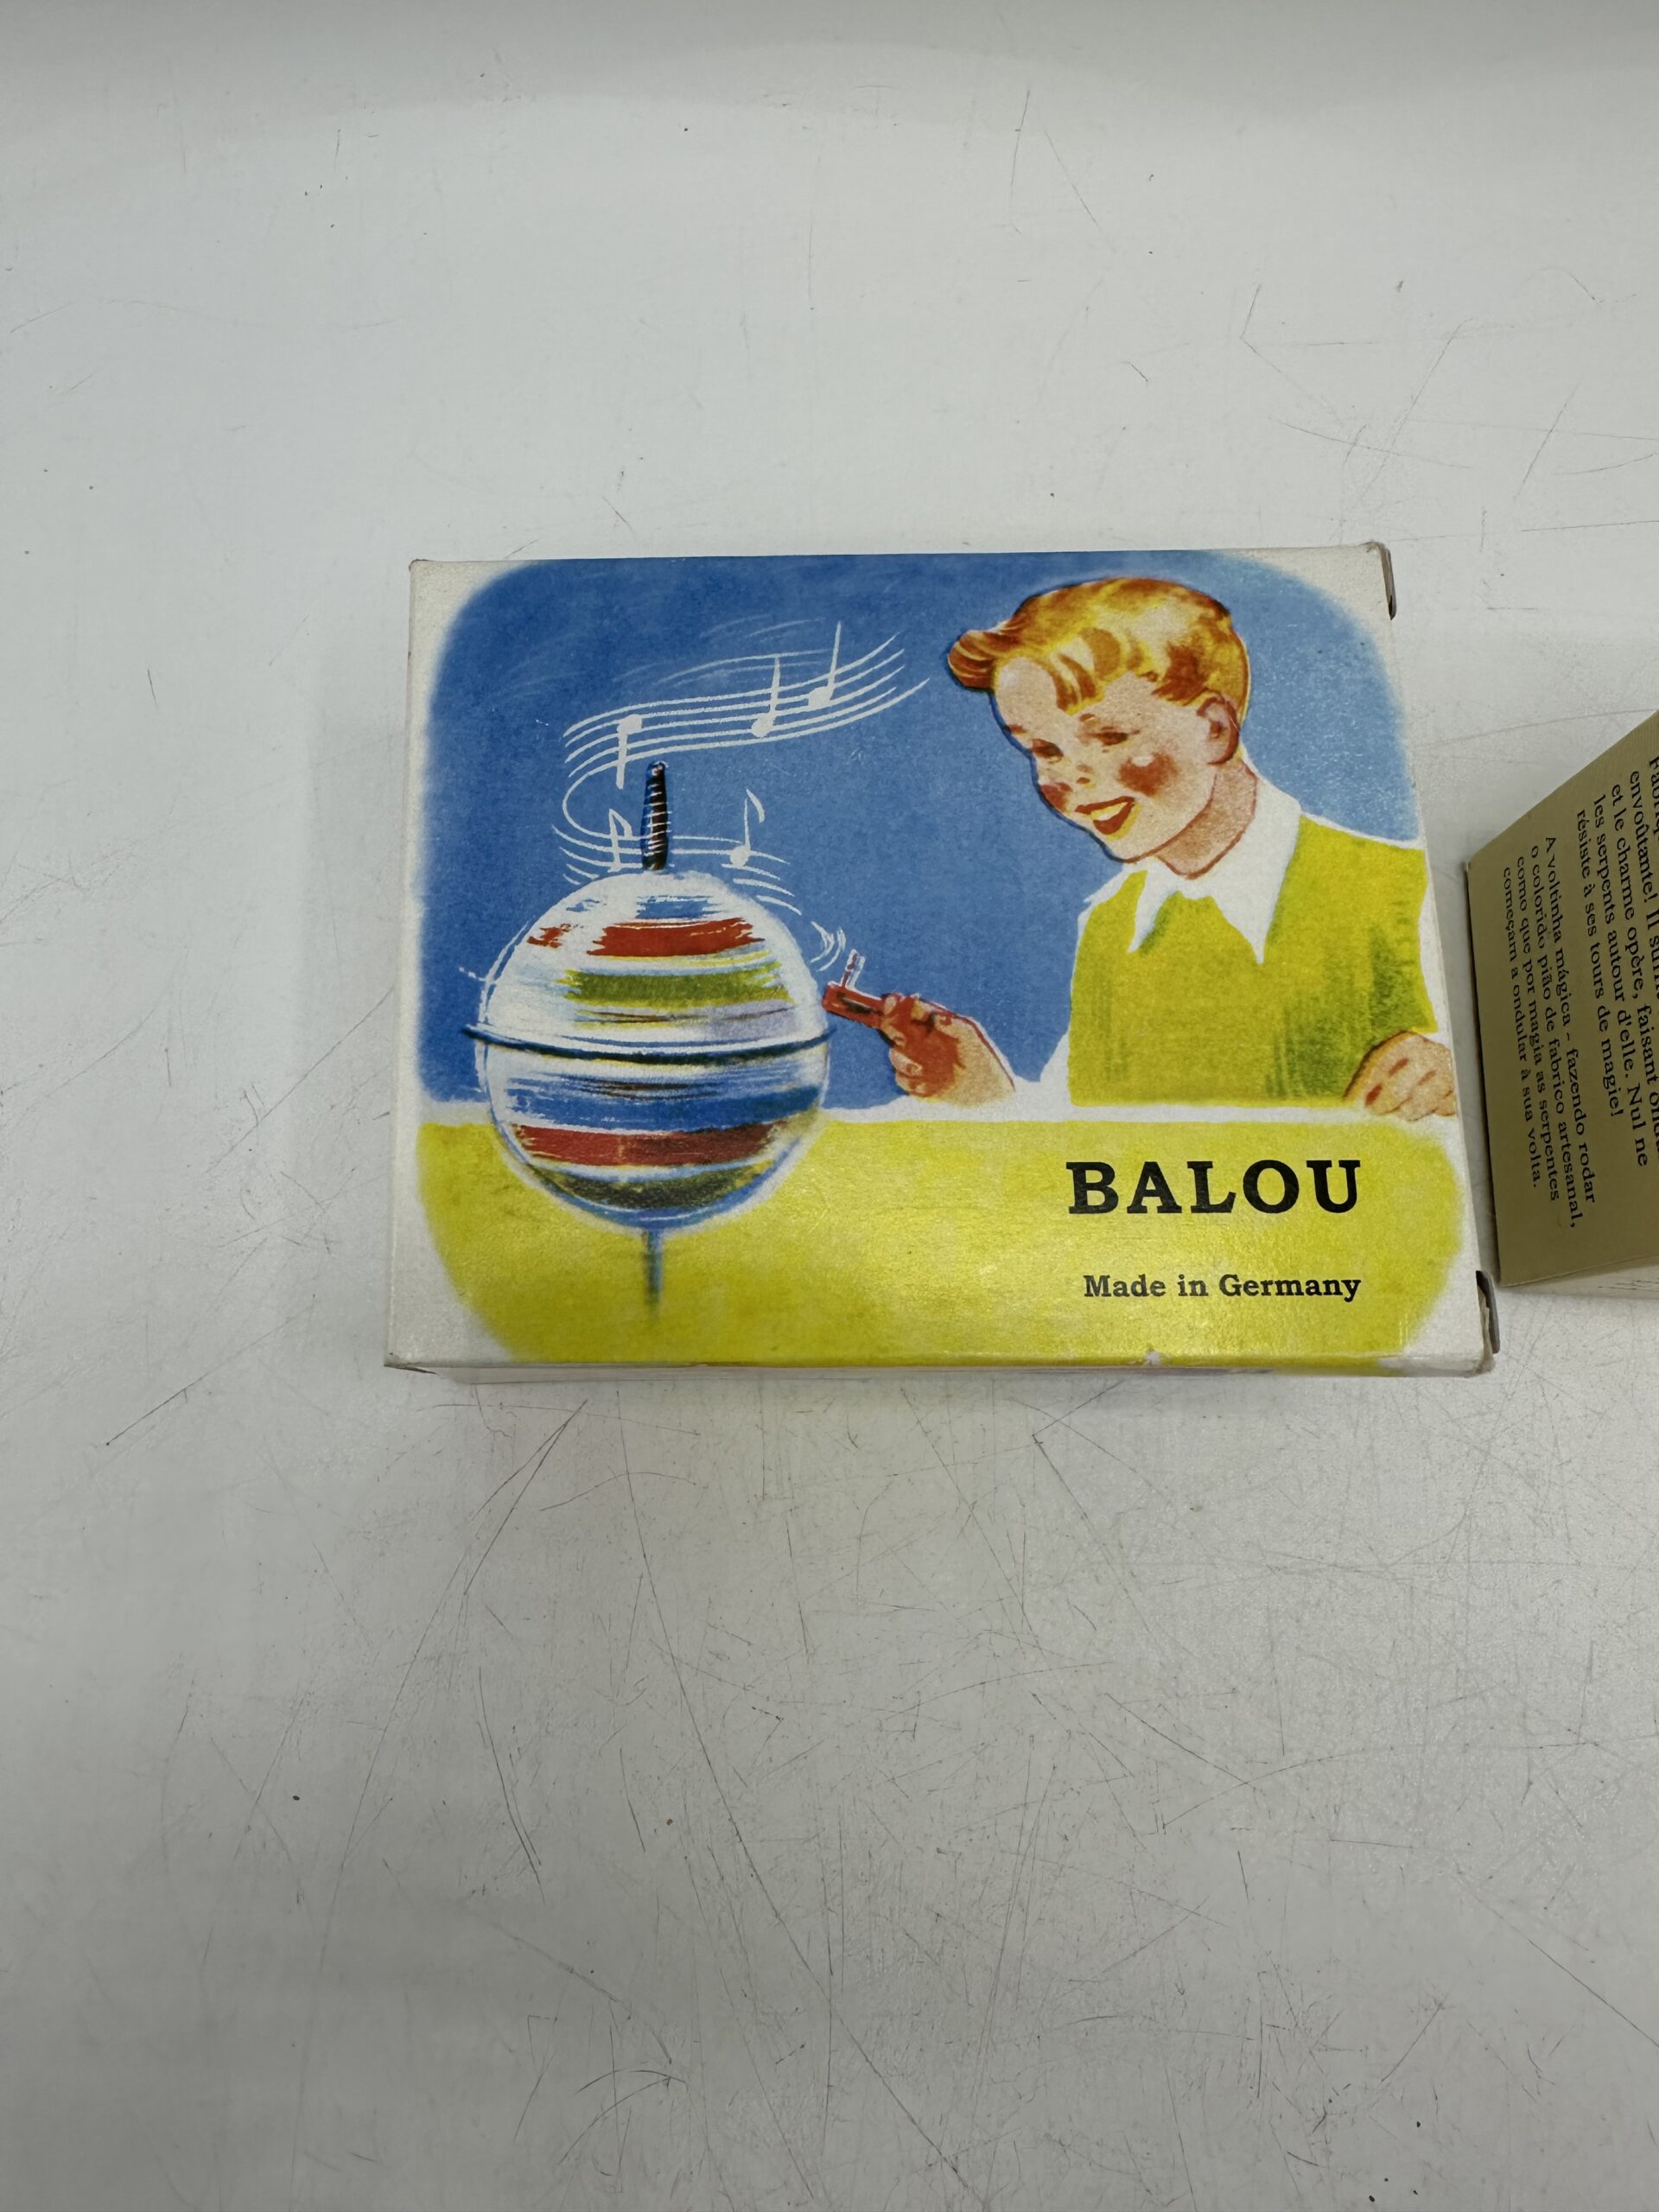 BALOU
Made in Germany
envoûtante! Il suffit
et le charme opère, faisant
les serpents autour d'elle. Nul ne
résiste à ses tours de magie!
A voltinha mágica - fazendo rodar
o colorido pião de fabrico artesanal,
como que por magia as serpentes
começam a ondular à sua volta.